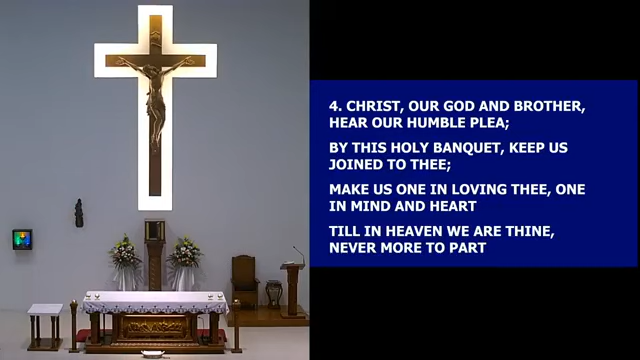 4. CHRIST, OUR GOD AND BROTHER,
HEAR OUR HUMBLE PLEA;
BY THIS HOLY BANQUET, KEEP US
JOINED TO THEE;
MAKE US ONE IN LOVING THEE, ONE
IN MIND AND HEART
TILL IN HEAVEN WE ARE THINE,
NEVER MORE TO PART